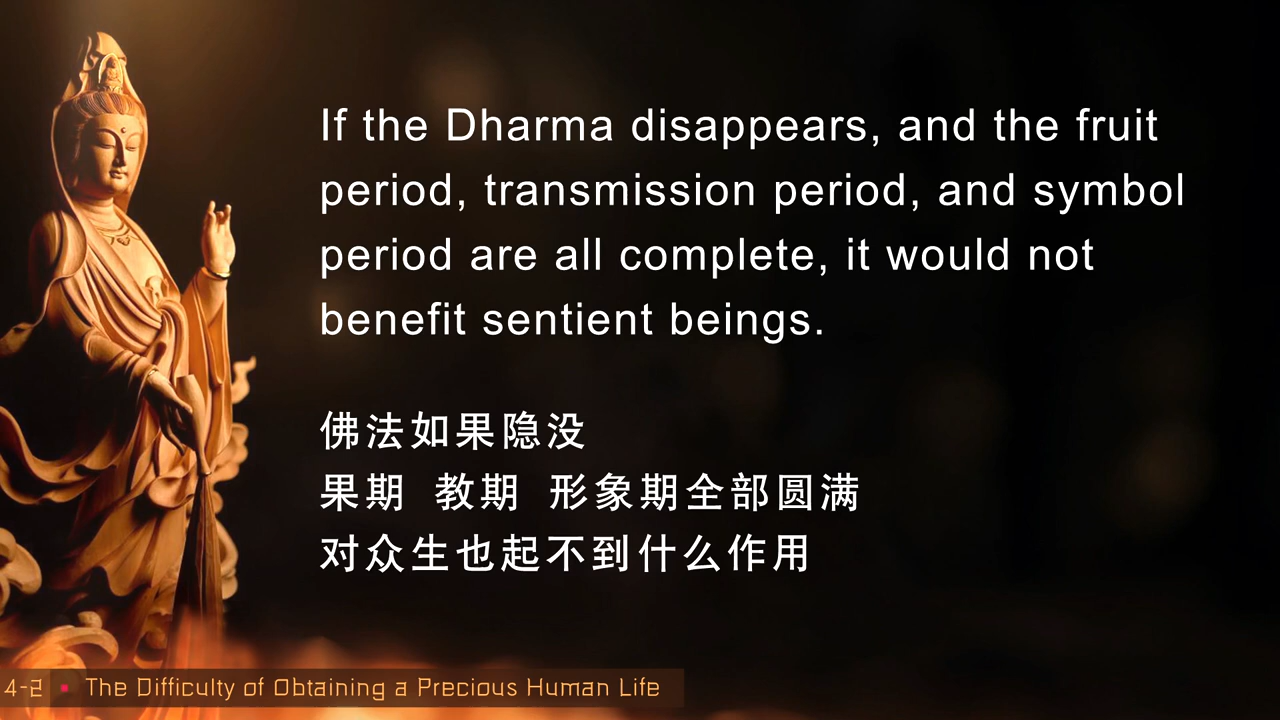 If the Dharma disappears, and the fruit
period, transmission period, and symbol
period are all complete, it would not
benefit sentient beings.
佛法如果隐没
果期 教期 形象期全部圆满
对众生也起不到什么作用
4-2 • The Difficulty of Obtaining a Precious Human Life